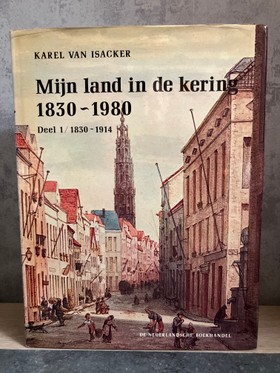 KAREL VAN ISACKER
Mijn land in de kering
1830-1980
Deel 1 / 1830-1914
DE NEDERLANDSCHE BOEKHANDEL